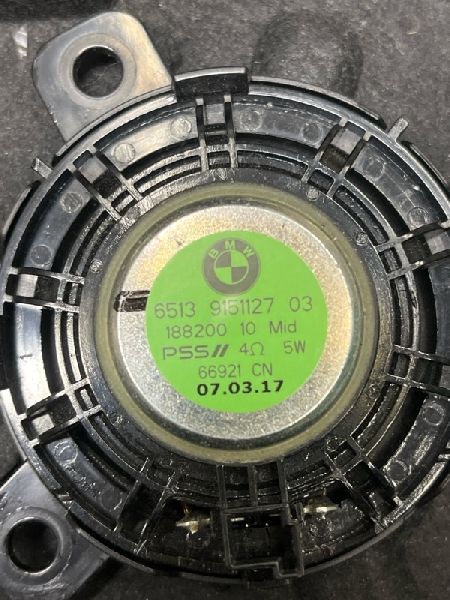 BMW
6513 9151127 03
188200 10 Mid
PSS// 4Ω 5W
66921 CN
07.03.17